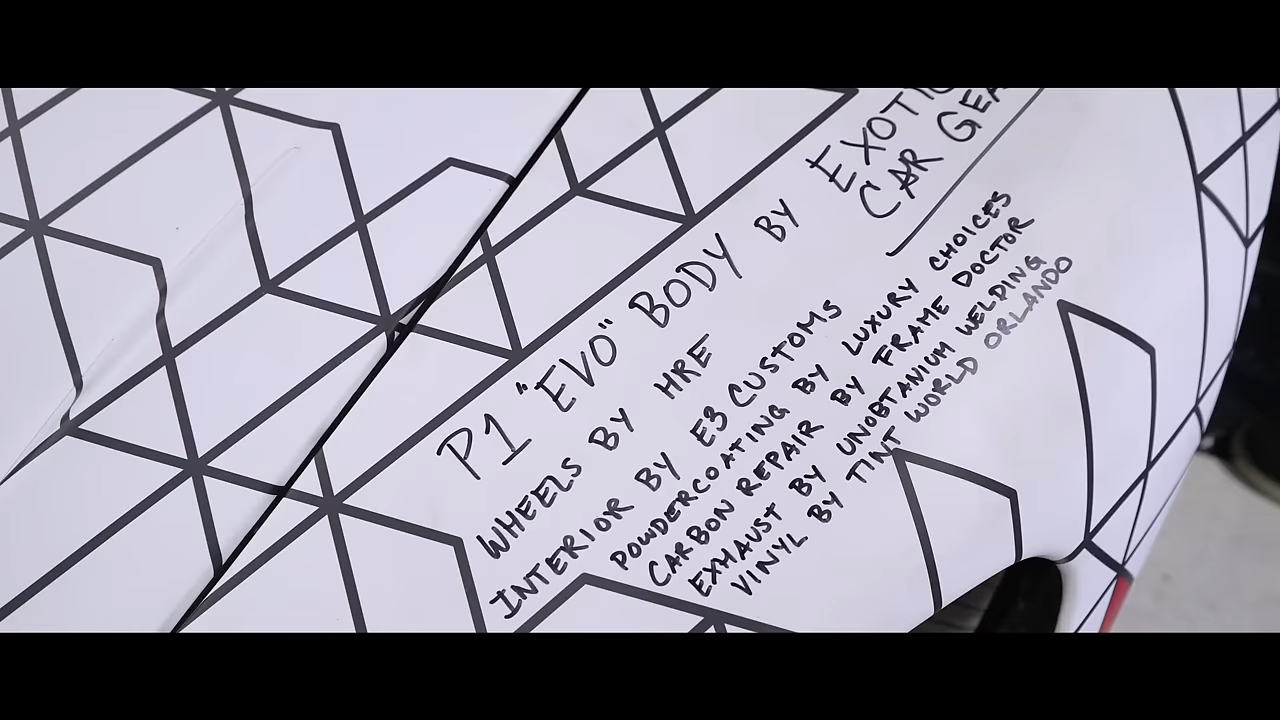 P1 "EVO" BODY BY EXOTIC
CAR GEA
WHEELS BY HRE
INTERIOR BY E3 CUSTOMS
POWDERCOATING BY LUXURY CHOICES
CARBON REPAIR BY FRAME DOCTOR
EXHAUST BY UNOBTANIUM WELDING
VINYL BY TINT WORLD ORLANDO